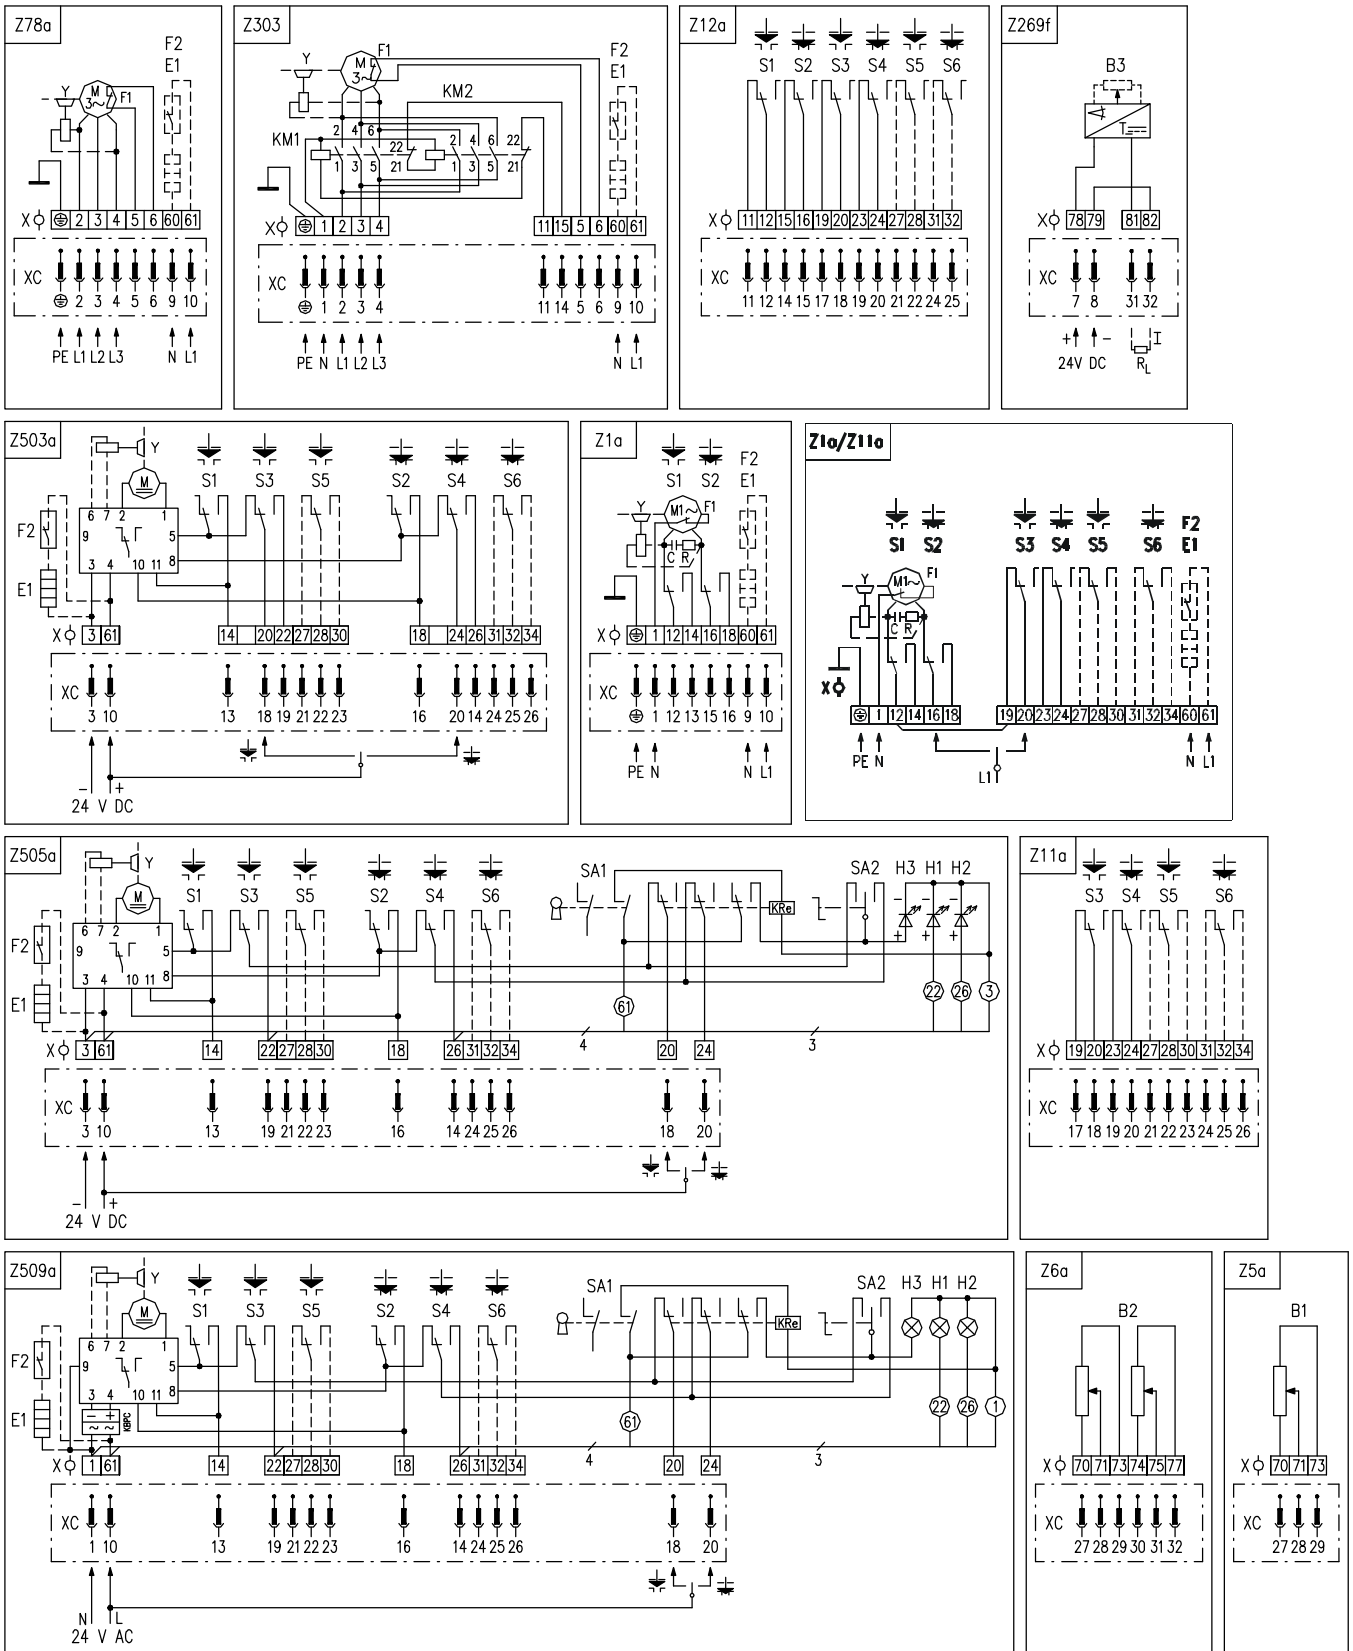 Z78a
F2
E1
Y
M
3~
F1
X 2 3 4 5 6 60 61
XC
2 3 4 5 6 9 10
PE L1 L2 L3 N L1
Z303
F1
F2
E1
Y
M
3~
KM2
KM1
2 4 6 22 2 4 6 22
1 3 5 21 1 3 5 21
X 1 2 3 4 11 15 5 6 60 61
XC
1 2 3 4 11 14 5 6 9 10
PE N L1 L2 L3 N L1
Z12a
S1 S2 S3 S4 S5 S6
X 11 12 15 16 19 20 23 24 27 28 31 32
XC
11 12 14 15 17 18 19 20 21 22 24 25
Z269f
B3
T
X 78 79 81 82
XC
7 8 31 32
+ - I
24V DC RL
Z503a
Y
M
S1 S3 S5 S2 S4 S6
6 7 2 1
F2 9 5
8
3 4 10 11
E1
X 3 61 14 20 22 27 28 30 18 24 26 31 32 34
XC
3 10 13 18 19 21 22 23 16 20 14 24 25 26
- +
24 V DC
Z1a
S1 S2 F2
E1
Y M1~ F1
C R
X 1 12 14 16 18 60 61
XC
1 12 13 15 16 9 10
PE N N L1
Z1a/Z11a
S1 S2 S3 S4 S5 S6 F2
E1
Y M1~ F1
C R
X
1 12 14 16 18 19 20 23 24 27 28 30 31 32 34 60 61
PE N L1 N L1
Z505a
Y
M
S1 S3 S5 S2 S4 S6 SA1 SA2 H3 H1 H2
KRe
- - -
+ + +
6 7 2 1
F2 9 5
8
3 4 10 11
E1
61 22 26 3
X 3 61 14 22 27 28 30 18 26 31 32 34 4 20 24 3
XC
3 10 13 19 21 22 23 16 14 24 25 26 18 20
- +
24 V DC
Z11a
S3 S4 S5 S6
X 19 20 23 24 27 28 30 31 32 34
XC
17 18 19 20 21 22 23 24 25 26
Z509a
Y
M
S1 S3 S5 S2 S4 S6 SA1 SA2 H3 H1 H2
KRe
6 7 2 1
F2 9 5
8
3 4 10 11
- +
~ ~ KBPC
E1
61 22 26 1
X 1 61 14 22 27 28 30 18 26 31 32 34 4 20 24 3
XC
1 10 13 19 21 22 23 16 14 24 25 26 18 20
N L
24 V AC
Z6a
B2
X 70 71 73 74 75 77
XC
27 28 29 30 31 32
Z5a
B1
X 70 71 73
XC
27 28 29